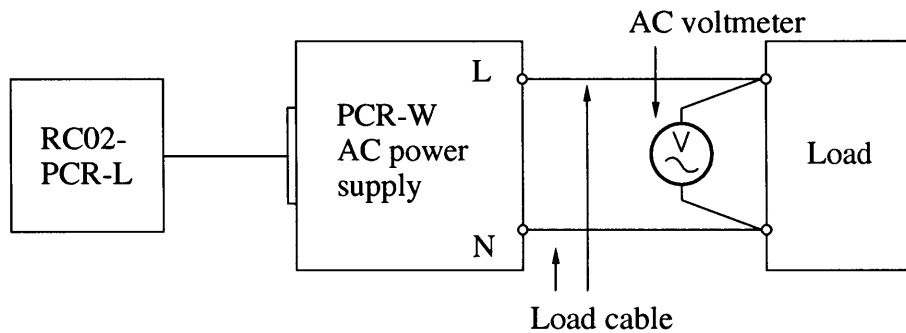 AC voltmeter
L
RC02-
PCR-L
PCR-W
AC power
supply
V
Load
N
Load cable